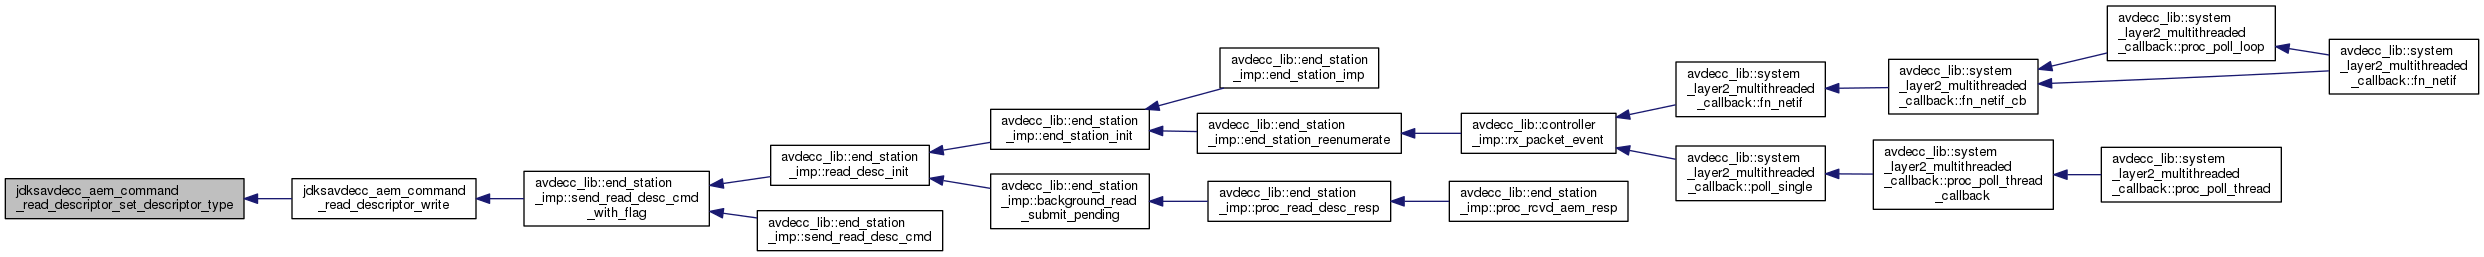 jdksavdecc_aem_command
_read_descriptor_set_descriptor_type
jdksavdecc_aem_command
_read_descriptor_write
avdecc_lib::end_station
_imp::send_read_desc_cmd
_with_flag
avdecc_lib::end_station
_imp::read_desc_init
avdecc_lib::end_station
_imp::send_read_desc_cmd
avdecc_lib::end_station
_imp::end_station_init
avdecc_lib::end_station
_imp::background_read
_submit_pending
avdecc_lib::end_station
_imp::end_station_imp
avdecc_lib::end_station
_imp::end_station_reenumerate
avdecc_lib::end_station
_imp::proc_read_desc_resp
avdecc_lib::controller
_imp::rx_packet_event
avdecc_lib::end_station
_imp::proc_rcvd_aem_resp
avdecc_lib::system
_layer2_multithreaded
_callback::fn_netif
avdecc_lib::system
_layer2_multithreaded
_callback::poll_single
avdecc_lib::system
_layer2_multithreaded
_callback::fn_netif_cb
avdecc_lib::system
_layer2_multithreaded
_callback::proc_poll_thread
_callback
avdecc_lib::system
_layer2_multithreaded
_callback::proc_poll_loop
avdecc_lib::system
_layer2_multithreaded
_callback::proc_poll_thread
avdecc_lib::system
_layer2_multithreaded
_callback::fn_netif